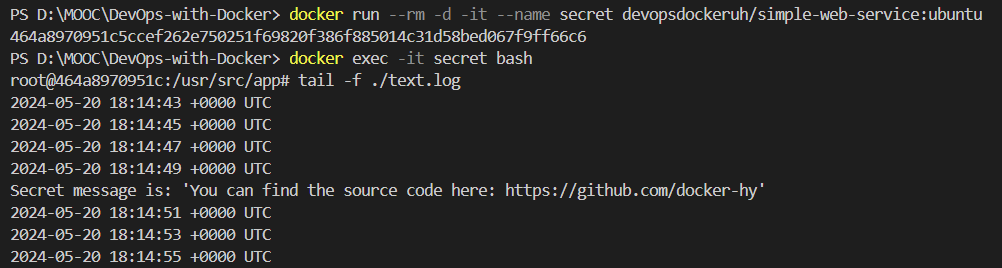 PS D:\MOOC\DevOps-with-Docker> docker run --rm -d -it --name secret devopsdockeruh/simple-web-service:ubuntu
464a8970951c5ccef262e750251f69820f386f885014c31d58bed067f9ff66c6
PS D:\MOOC\DevOps-with-Docker> docker exec -it secret bash
root@464a8970951c:/usr/src/app# tail -f ./text.log
2024-05-20 18:14:43 +0000 UTC
2024-05-20 18:14:45 +0000 UTC
2024-05-20 18:14:47 +0000 UTC
2024-05-20 18:14:49 +0000 UTC
Secret message is: 'You can find the source code here: https://github.com/docker-hy'
2024-05-20 18:14:51 +0000 UTC
2024-05-20 18:14:53 +0000 UTC
2024-05-20 18:14:55 +0000 UTC